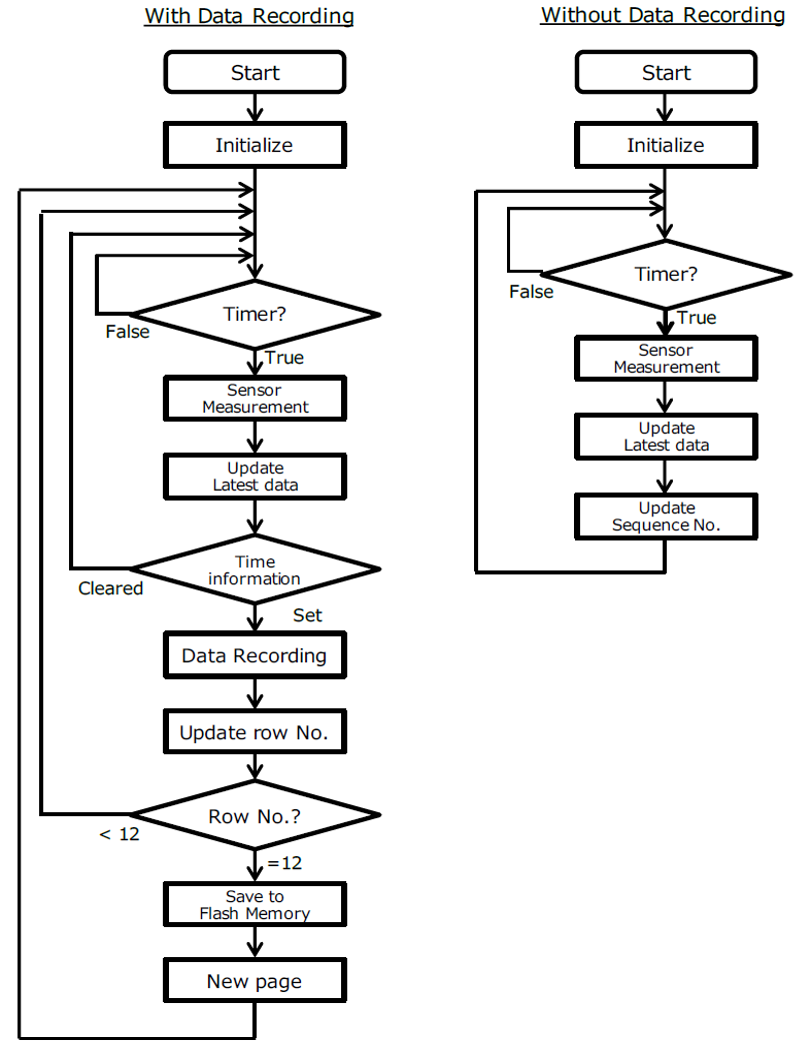 With Data Recording
Start
Initialize
Timer?
False
True
Sensor
Measurement
Update
Latest data
Time
information
Cleared
Set
Data Recording
Update row No.
Row No.?
< 12
=12
Save to
Flash Memory
New page
Without Data Recording
Start
Initialize
Timer?
False
True
Sensor
Measurement
Update
Latest data
Update
Sequence No.